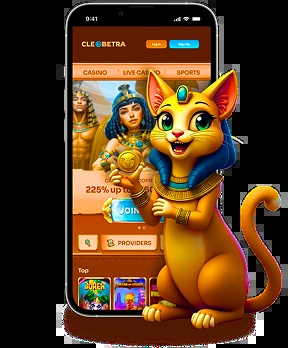 9:41
CLEOBETRA
Log in
Sign Up
CASINO LIVE CASINO SPORTS
225% up to
JOIN
PROVIDERS
Top
JOKER